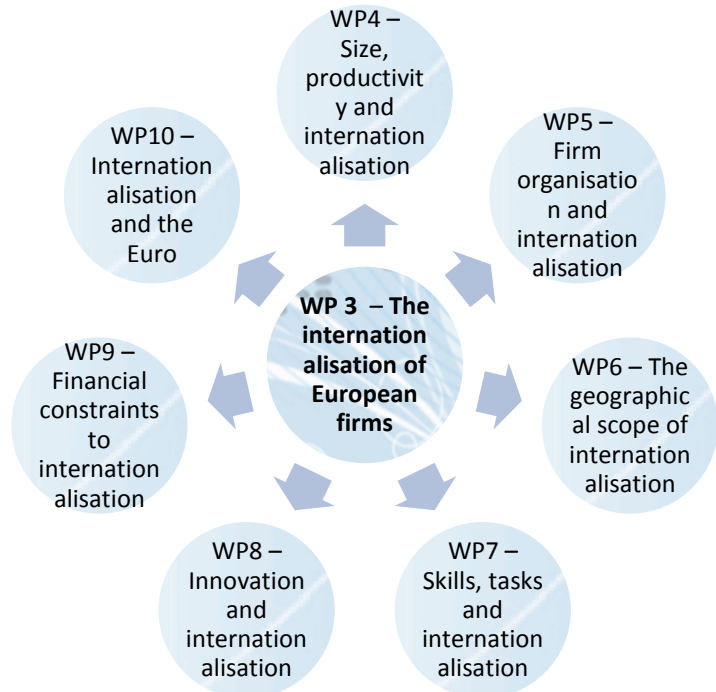 WP4 –
Size,
productivit
y and
internation
alisation
WP5 –
Firm
organisatio
n and
internation
alisation
WP6 – The
geographic
al scope of
internation
alisation
WP7 –
Skills, tasks
and
internation
alisation
WP8 –
Innovation
and
internation
alisation
WP9 –
Financial
constraints
to
internation
alisation
WP10 –
Internation
alisation
and the
Euro
WP 3 – The
internation
alisation of
European
firms